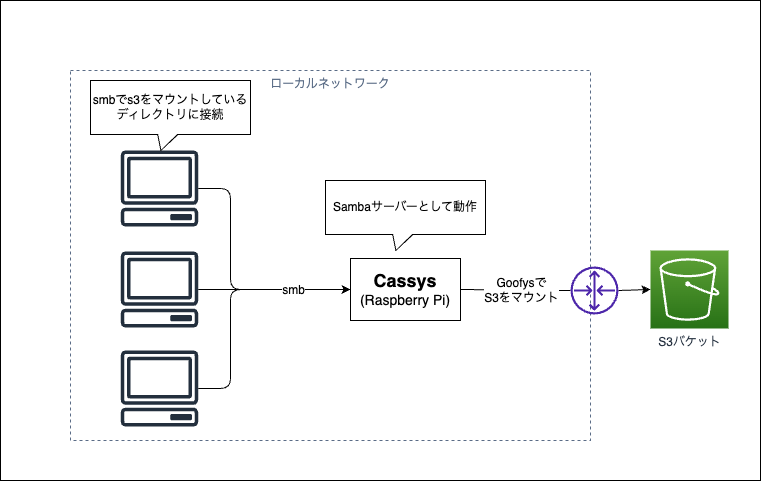 ローカルネットワーク
smbでs3をマウントしている
ディレクトリに接続
Sambaサーバーとして動作
smb
Cassys
(Raspberry Pi)
Goofysで
S3をマウント
S3バケット